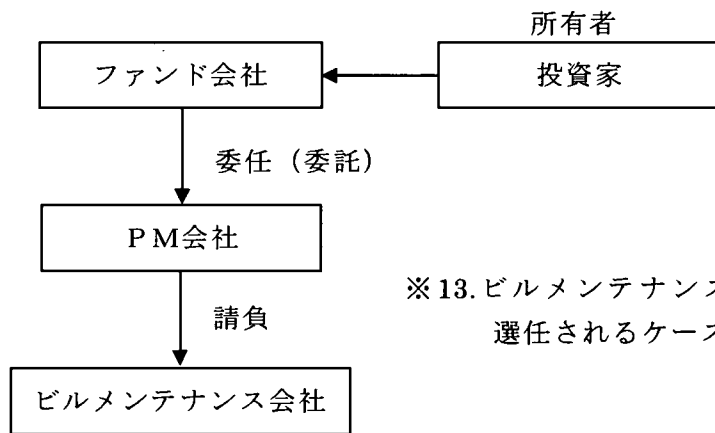 所有者
ファンド会社
投資家
委任（委託）
ＰＭ会社
※13.ビルメンテナンス
選任されるケース
請負
ビルメンテナンス会社